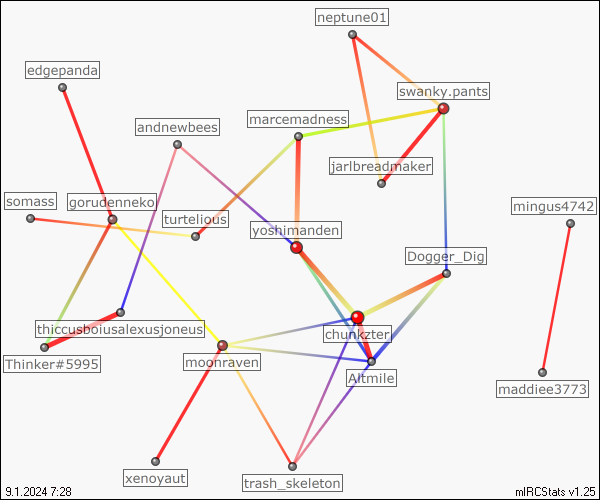 neptune01
edgepanda
swanky.pants
marcemadness
andnewbees
jarlbreadmaker
somass
gorudenneko
mingus4742
turtelious
yoshimanden
Dogger_Dig
thiccusboiusalexusjoneus
chunkzter
Thinker#5995
moonraven
Altmile
maddiee3773
xenoyaut
trash_skeleton
9.1.2024 7:28
mIRCStats v1.25